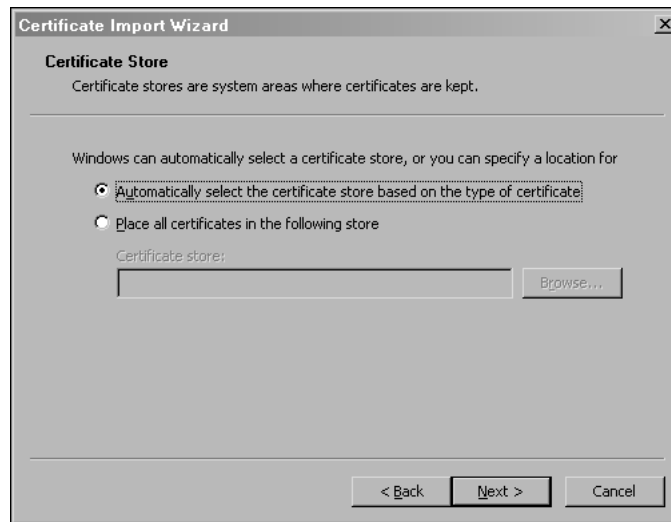 Certificate Import Wizard
Certificate Store
Certificate stores are system areas where certificates are kept.
Windows can automatically select a certificate store, or you can specify a location for
Automatically select the certificate store based on the type of certificate
Place all certificates in the following store
Certificate store:
Browse...
< Back Next > Cancel